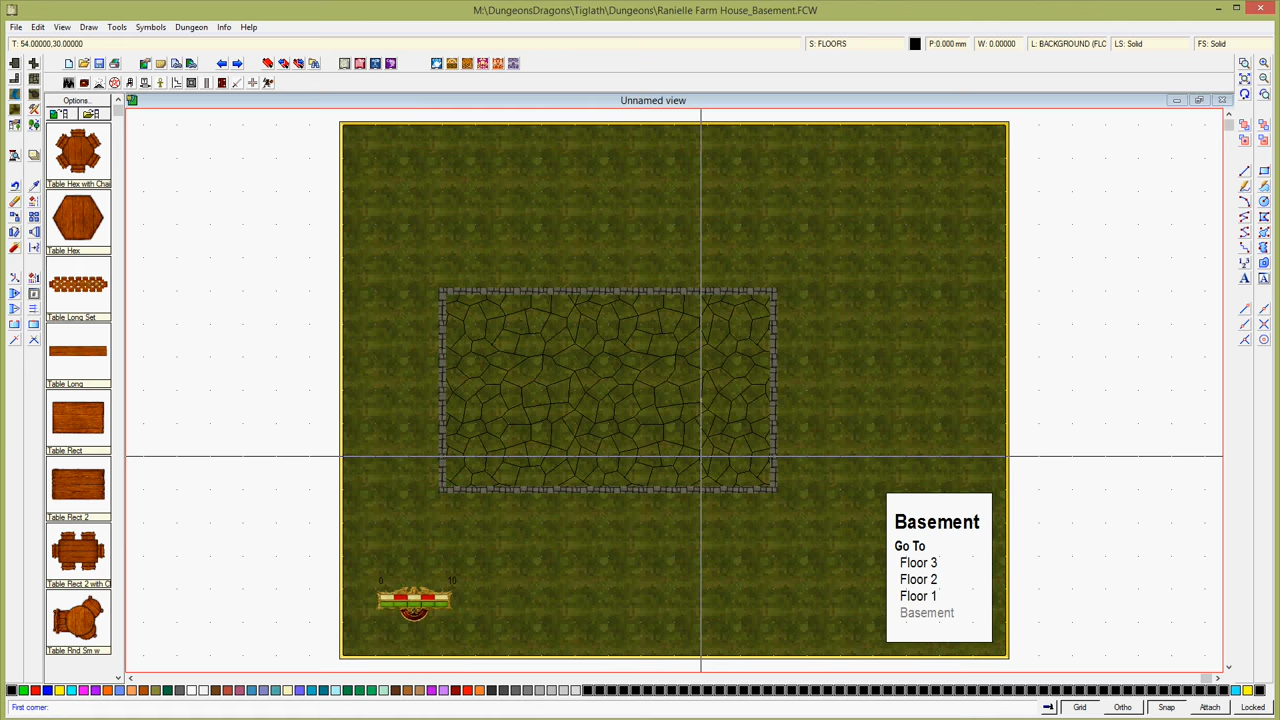 M:\DungeonsDragons\Tiglath\Dungeons\Ranielle Farm House_Basement.FCW
File Edit View Draw Tools Symbols Dungeon Info Help
T: 54.00000,30.00000
S: FLOORS
P:0.000 mm
W: 0.00000
L: BACKGROUND (FLC
LS: Solid
FS: Solid
Options..
Unnamed view
Table Hex with Chai
Table Hex
Table Long Set
Table Long
Table Rect
Table Rect 2
Table Rect 2 with C
Table Rnd Sm w
0 10
Basement
Go To
Floor 3
Floor 2
Floor 1
Basement
First corner:
Grid
Ortho
Snap
Attach
Locked